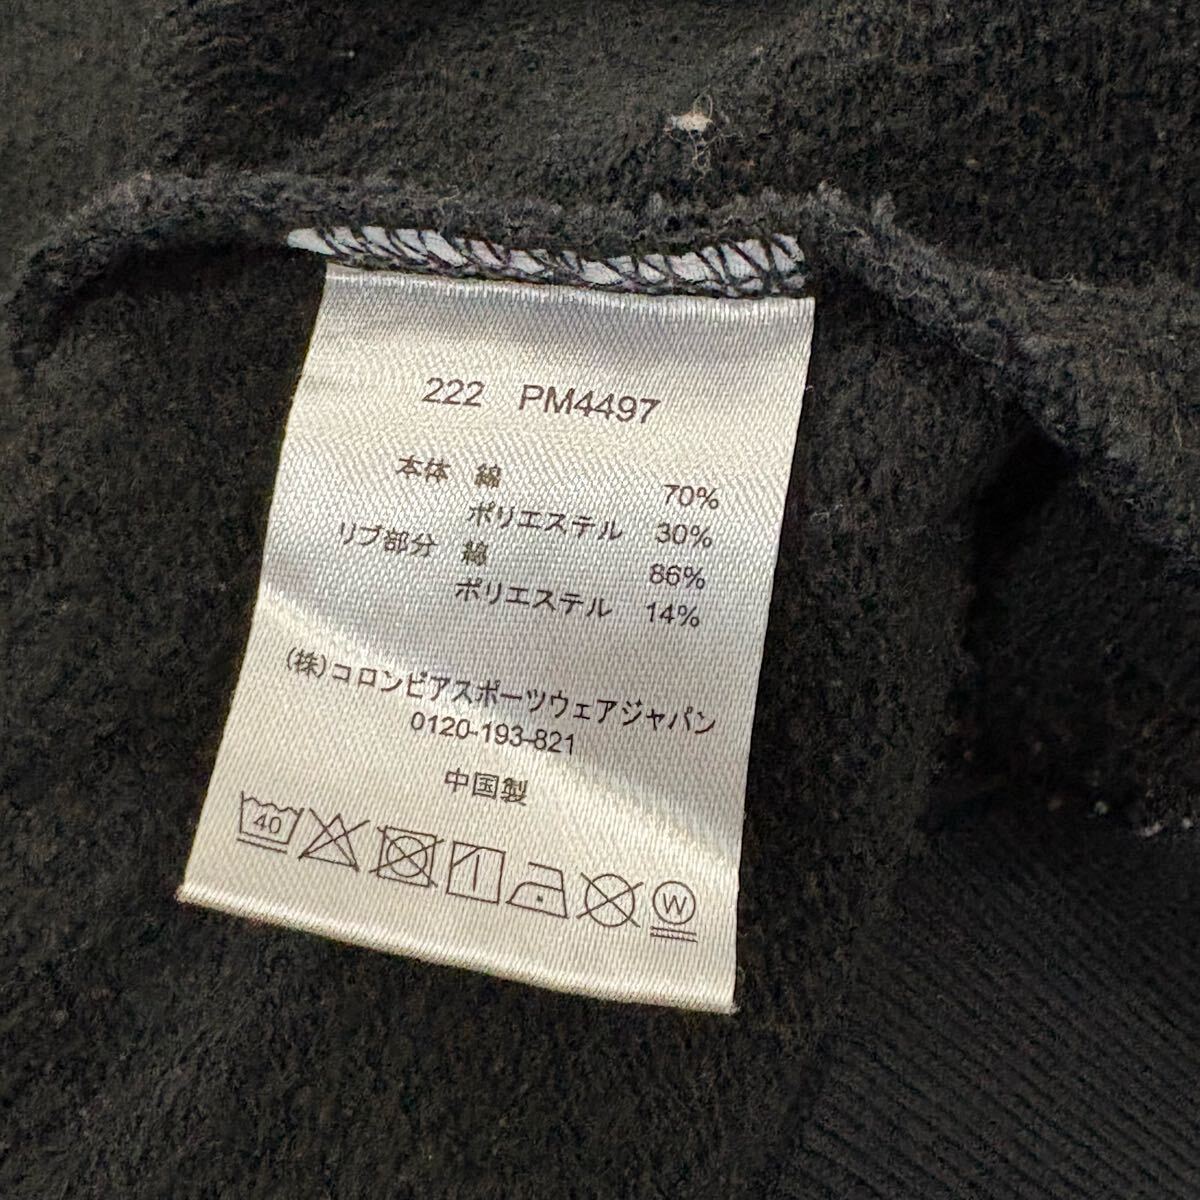 222 PM4497
本体 綿 70%
ポリエステル 30%
リブ部分 綿 86%
ポリエステル 14%
(株)コロンビアスポーツウェアジャパン
0120-193-821
中国製
40
W